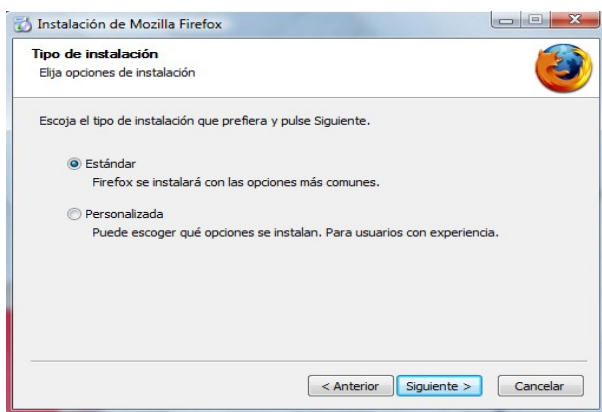 Instalación de Mozilla Firefox
Tipo de instalación
Elija opciones de instalación
Escoja el tipo de instalación que prefiera y pulse Siguiente.
Estándar
Firefox se instalará con las opciones más comunes.
Personalizada
Puede escoger qué opciones se instalan. Para usuarios con experiencia.
< Anterior Siguiente > Cancelar